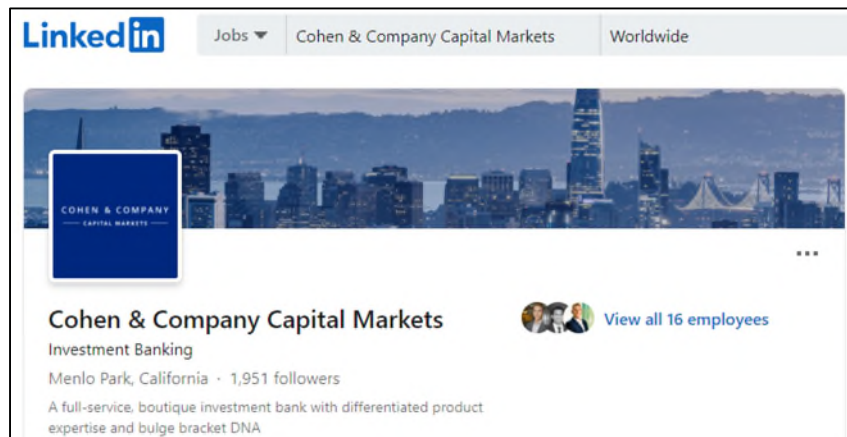 LinkedIn
Jobs Cohen & Company Capital Markets Worldwide
COHEN & COMPANY
CAPITAL MARKETS
Cohen & Company Capital Markets
View all 16 employees
Investment Banking
Menlo Park, California · 1,951 followers
A full-service, boutique investment bank with differentiated product
expertise and bulge bracket DNA